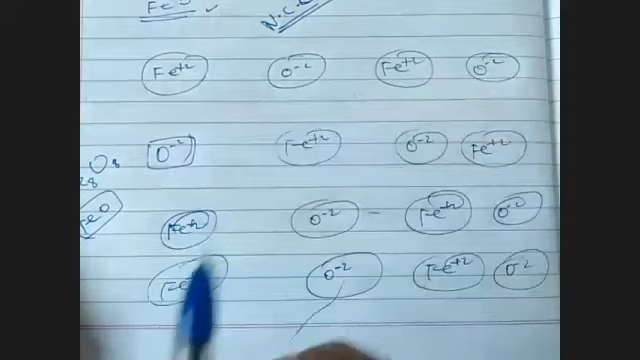 Fe⁺² O⁻² Fe⁺² O⁻²
O⁻² Fe⁺² O⁻² Fe⁺²
FeO
Fe⁺² O⁻² – Fe⁺² O⁻²
O⁻² Fe⁺² O⁻²